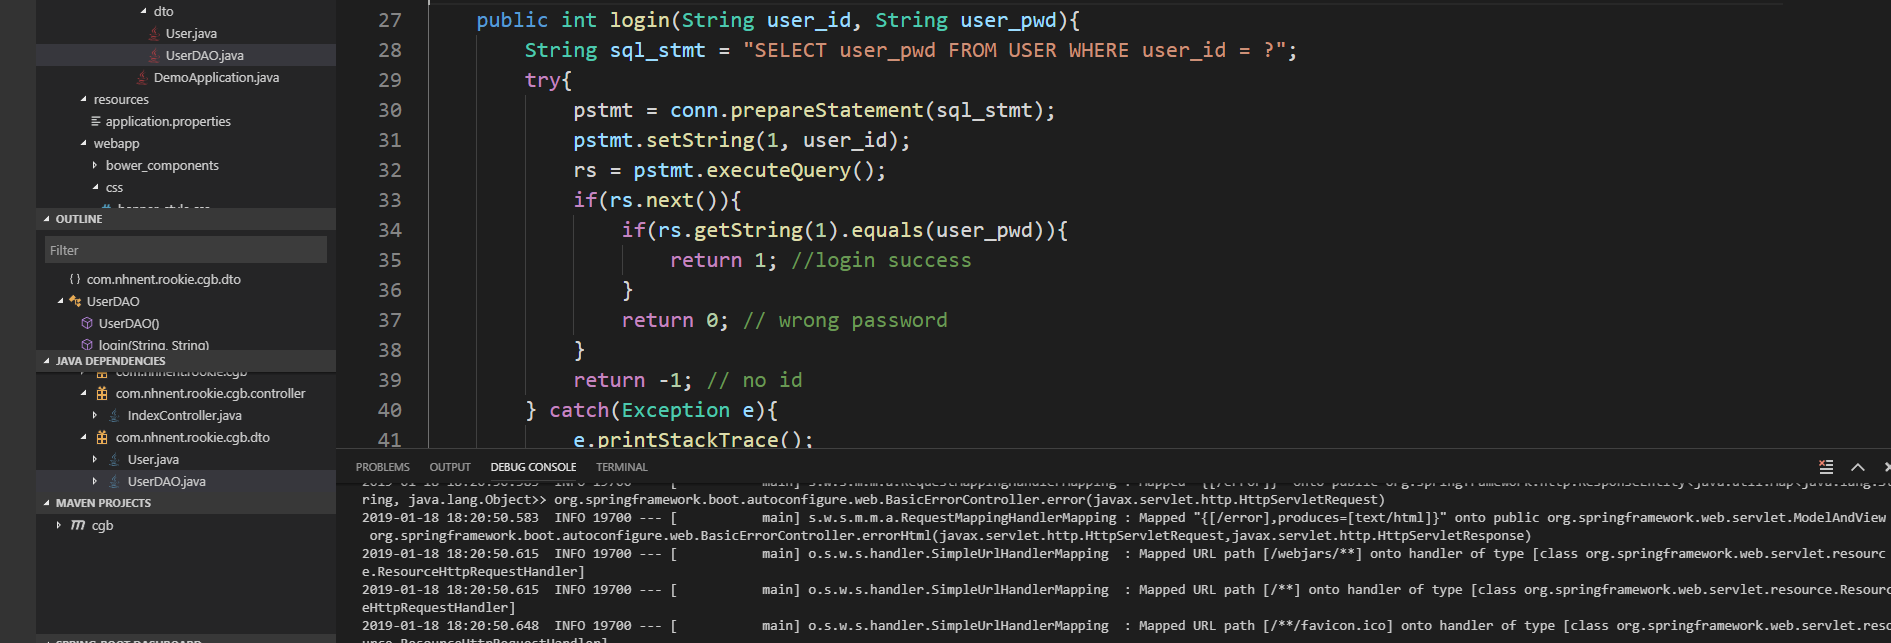 dto
User.java
UserDAO.java
DemoApplication.java
resources
application.properties
webapp
bower_components
css
OUTLINE
Filter
{} com.nhnent.rookie.cgb.dto
UserDAO
UserDAO()
login(String, String)
JAVA DEPENDENCIES
com.nhnent.rookie.cgb
com.nhnent.rookie.cgb.controller
IndexController.java
com.nhnent.rookie.cgb.dto
User.java
UserDAO.java
MAVEN PROJECTS
cgb
27 public int login(String user_id, String user_pwd){
28 String sql_stmt = "SELECT user_pwd FROM USER WHERE user_id = ?";
29 try{
30 pstmt = conn.prepareStatement(sql_stmt);
31 pstmt.setString(1, user_id);
32 rs = pstmt.executeQuery();
33 if(rs.next()){
34 if(rs.getString(1).equals(user_pwd)){
35 return 1; //login success
36 }
37 return 0; // wrong password
38 }
39 return -1; // no id
40 } catch(Exception e){
41 e.printStackTrace();
PROBLEMS OUTPUT DEBUG CONSOLE TERMINAL
ring, java.lang.Object>> org.springframework.boot.autoconfigure.web.BasicErrorController.error(javax.servlet.http.HttpServletRequest)
2019-01-18 18:20:50.583 INFO 19700 --- [ main] s.w.s.m.m.a.RequestMappingHandlerMapping : Mapped "{[/error],produces=[text/html]}" onto public org.springframework.web.servlet.ModelAndView
org.springframework.boot.autoconfigure.web.BasicErrorController.errorHtml(javax.servlet.http.HttpServletRequest,javax.servlet.http.HttpServletResponse)
2019-01-18 18:20:50.615 INFO 19700 --- [ main] o.s.w.s.handler.SimpleUrlHandlerMapping : Mapped URL path [/webjars/**] onto handler of type [class org.springframework.web.servlet.resourc
e.ResourceHttpRequestHandler]
2019-01-18 18:20:50.615 INFO 19700 --- [ main] o.s.w.s.handler.SimpleUrlHandlerMapping : Mapped URL path [/**] onto handler of type [class org.springframework.web.servlet.resource.Resourc
eHttpRequestHandler]
2019-01-18 18:20:50.648 INFO 19700 --- [ main] o.s.w.s.handler.SimpleUrlHandlerMapping : Mapped URL path [/**/favicon.ico] onto handler of type [class org.springframework.web.servlet.reso